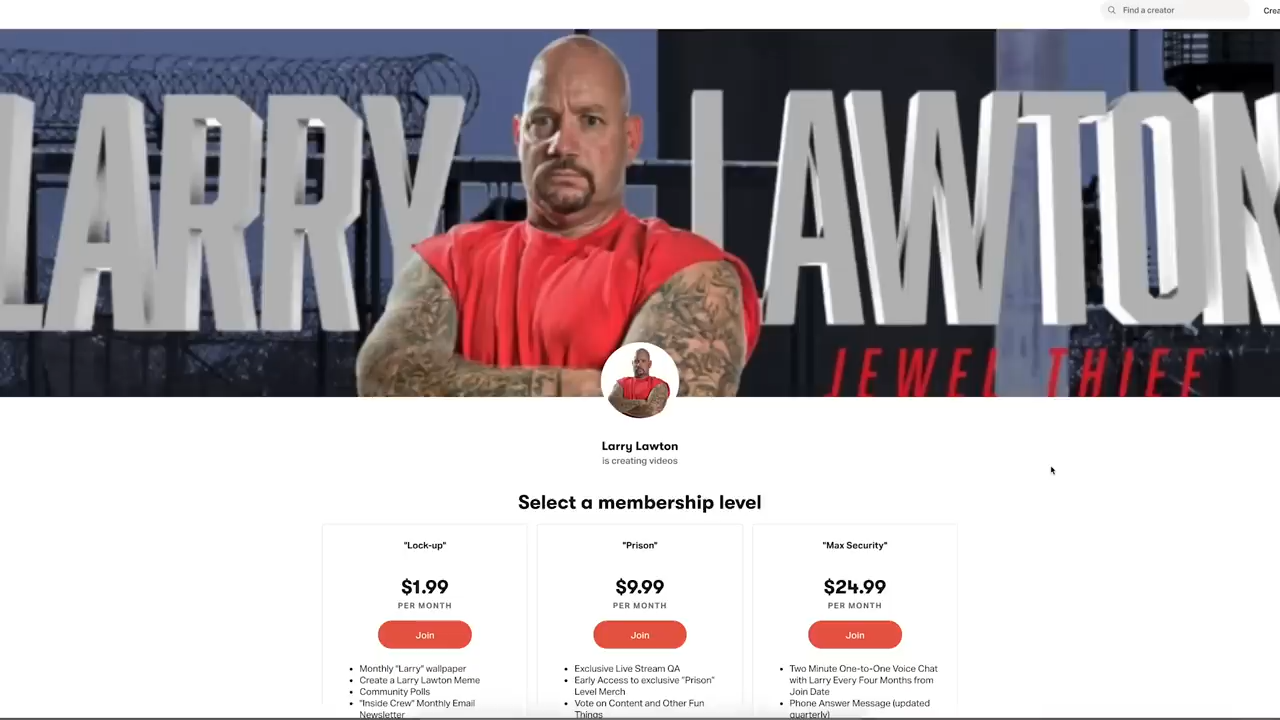 Find a creator
Crea
LARRY LAWTON
JEWEL THIEF
Larry Lawton
is creating videos
Select a membership level
"Lock-up"
$1.99
PER MONTH
Join
Monthly "Larry" wallpaper
Create a Larry Lawton Meme
Community Polls
"Inside Crew" Monthly Email
Newsletter
"Prison"
$9.99
PER MONTH
Join
Exclusive Live Stream QA
Early Access to exclusive "Prison"
Level Merch
Vote on Content and Other Fun
Things
"Max Security"
$24.99
PER MONTH
Join
Two Minute One-to-One Voice Chat
with Larry Every Four Months from
Join Date
Phone Answer Message (updated
quarterly)